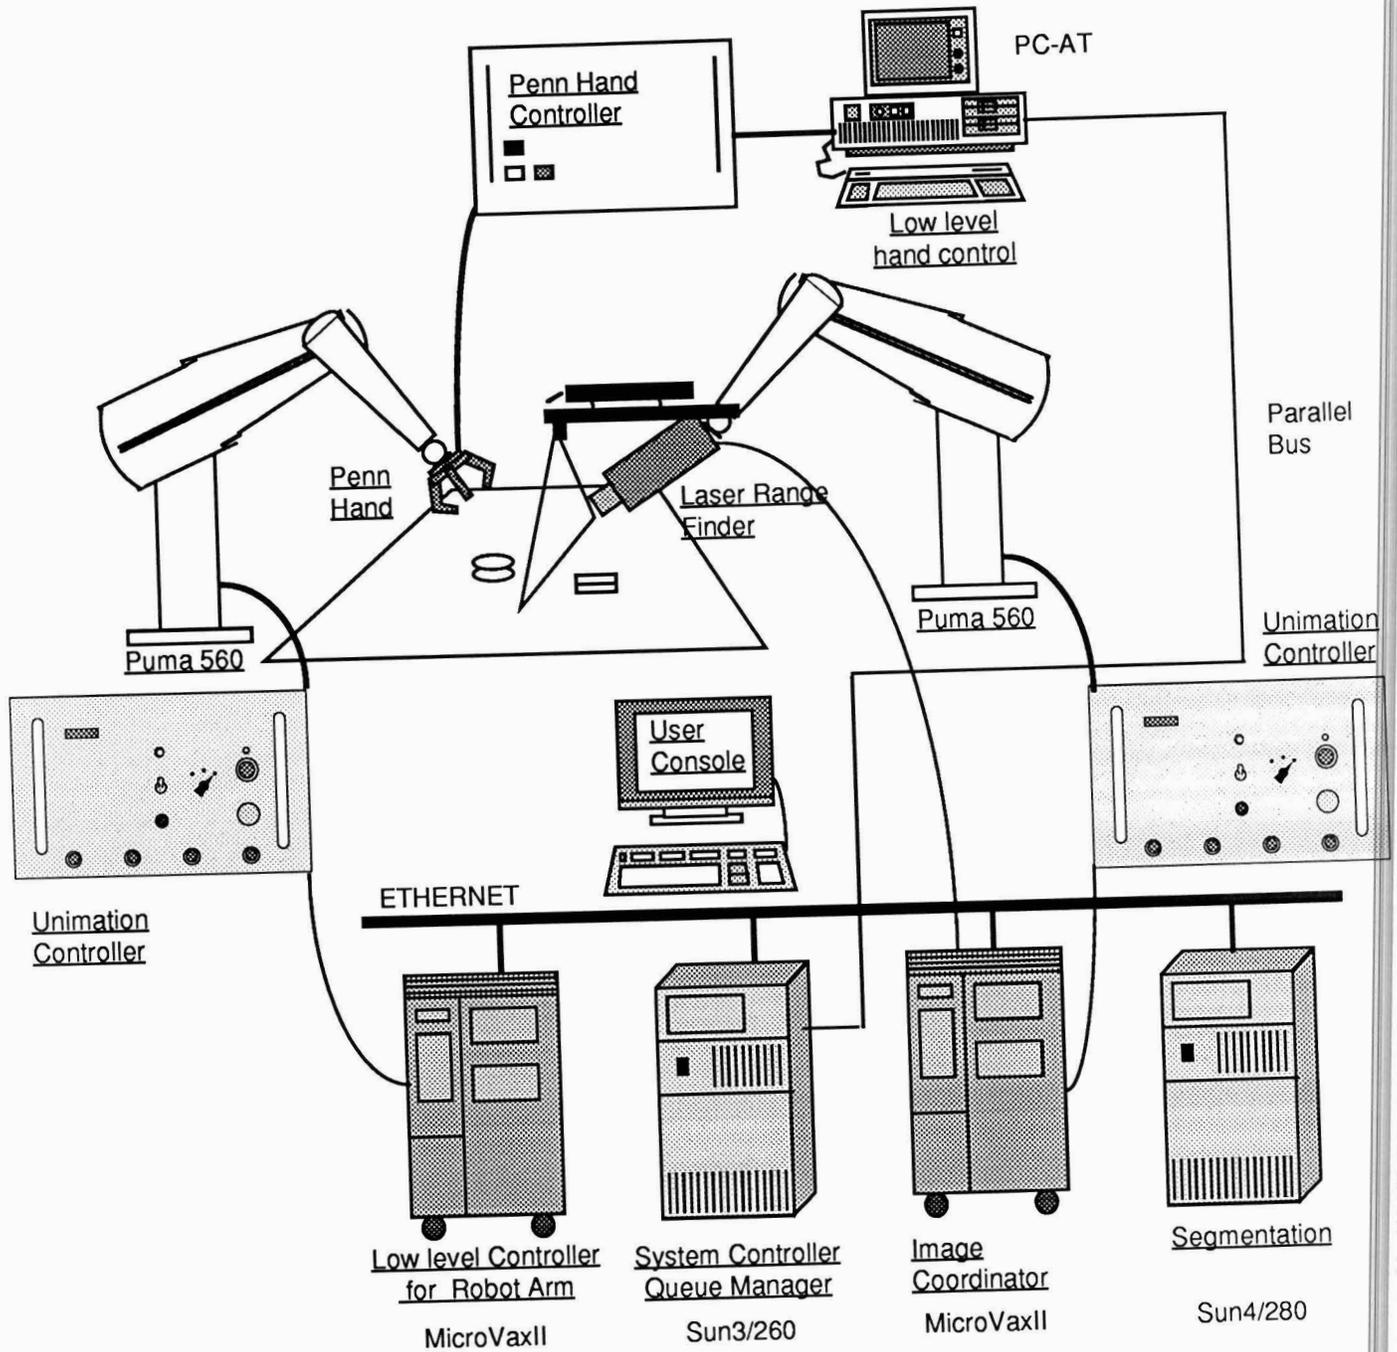 PC-AT
Penn Hand
Controller
Low level
hand control
Parallel
Bus
Penn
Hand
Laser Range
Finder
Puma 560
Puma 560
Unimation
Controller
User
Console
ETHERNET
Unimation
Controller
Low level Controller
for Robot Arm
MicroVaxII
System Controller
Queue Manager
Sun3/260
Image
Coordinator
MicroVaxII
Segmentation
Sun4/280